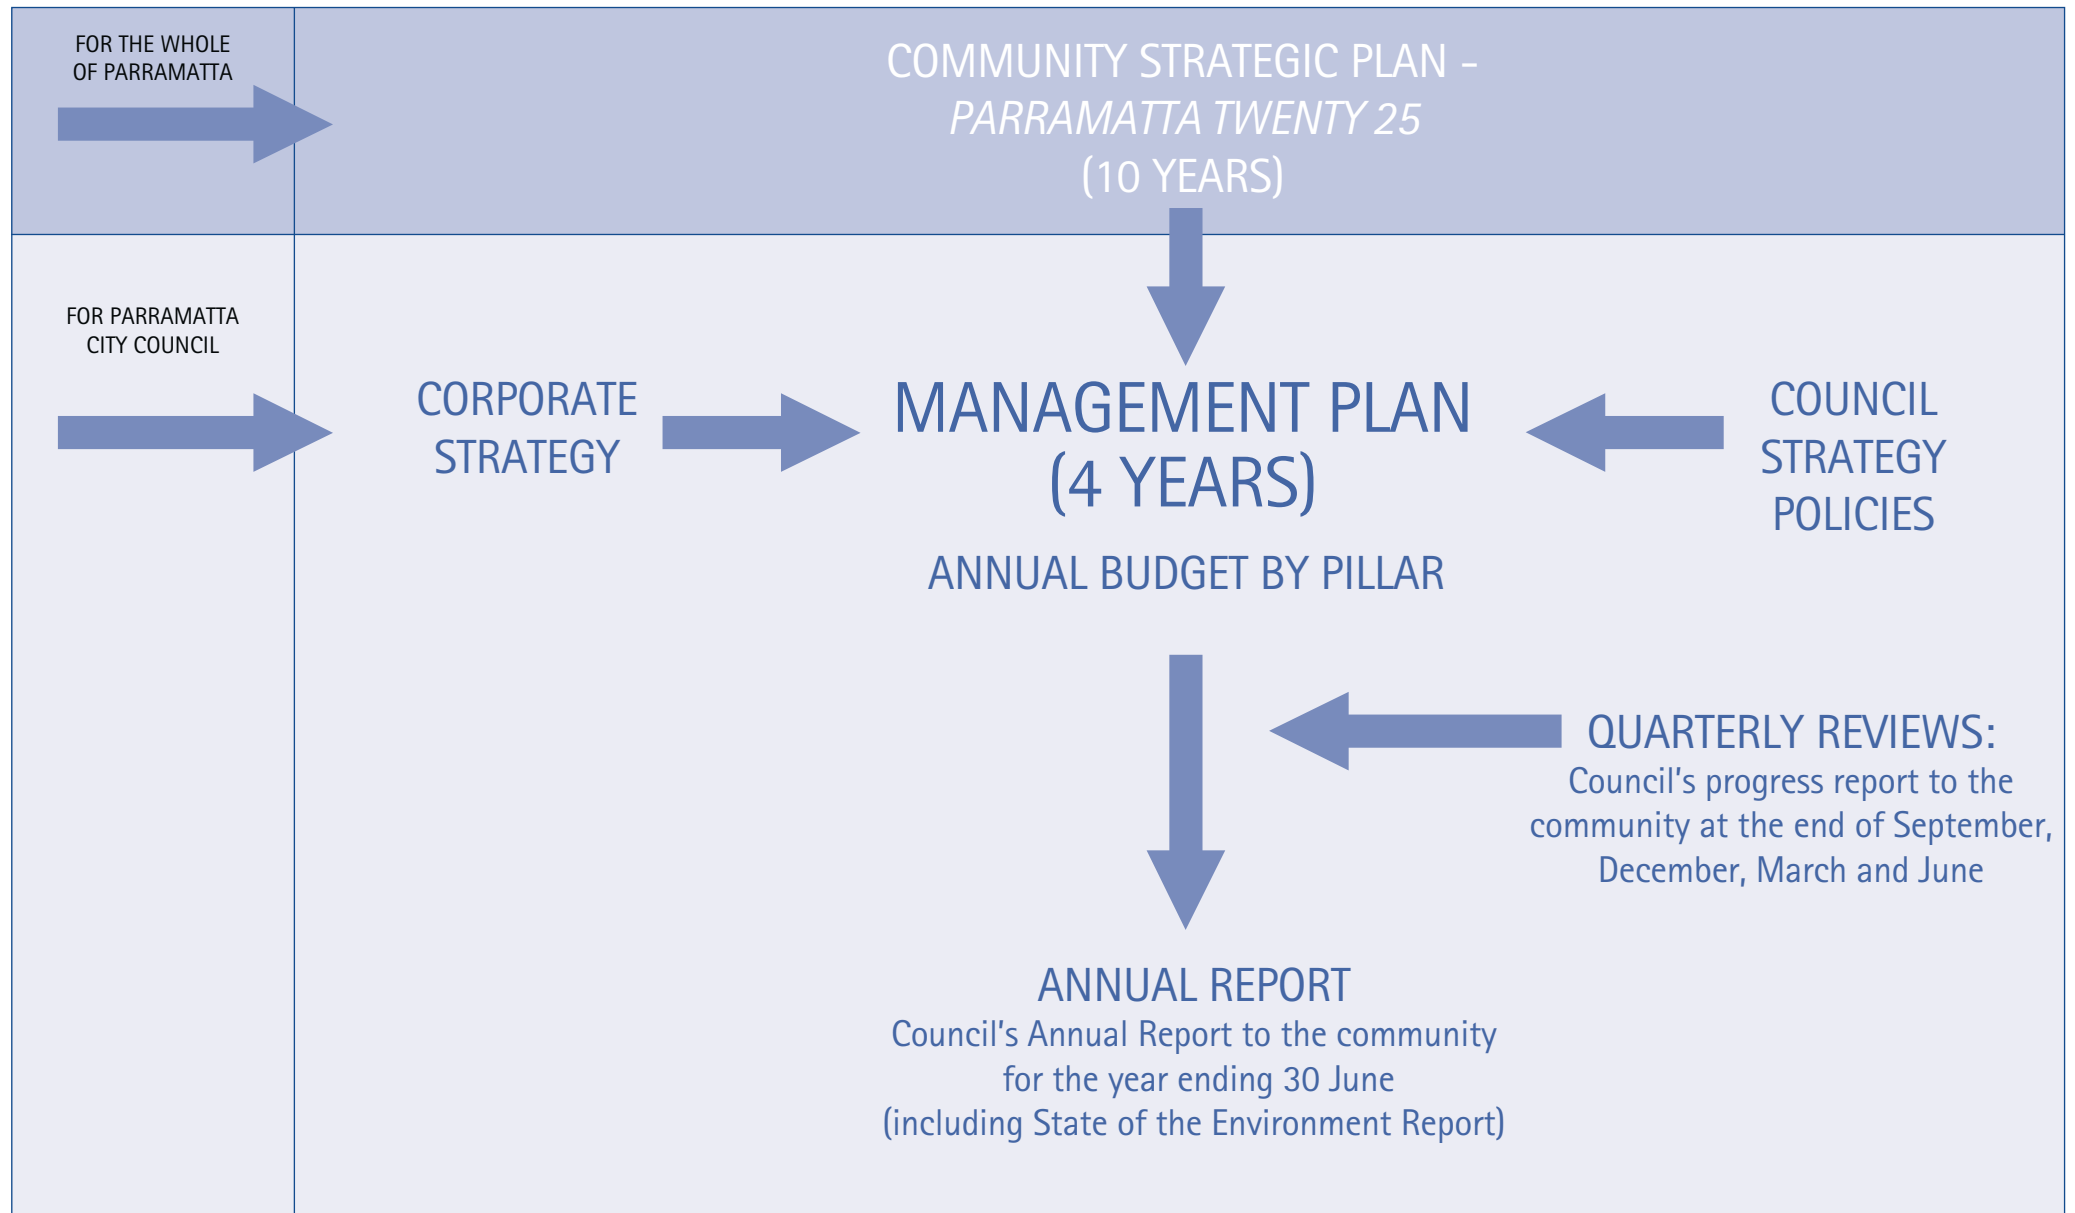 FOR THE WHOLE
OF PARRAMATTA
COMMUNITY STRATEGIC PLAN -
PARRAMATTA TWENTY 25
(10 YEARS)
FOR PARRAMATTA
CITY COUNCIL
CORPORATE
STRATEGY
MANAGEMENT PLAN
(4 YEARS)
ANNUAL BUDGET BY PILLAR
COUNCIL
STRATEGY
POLICIES
QUARTERLY REVIEWS:
Council's progress report to the
community at the end of September,
December, March and June
ANNUAL REPORT
Council's Annual Report to the community
for the year ending 30 June
(including State of the Environment Report)